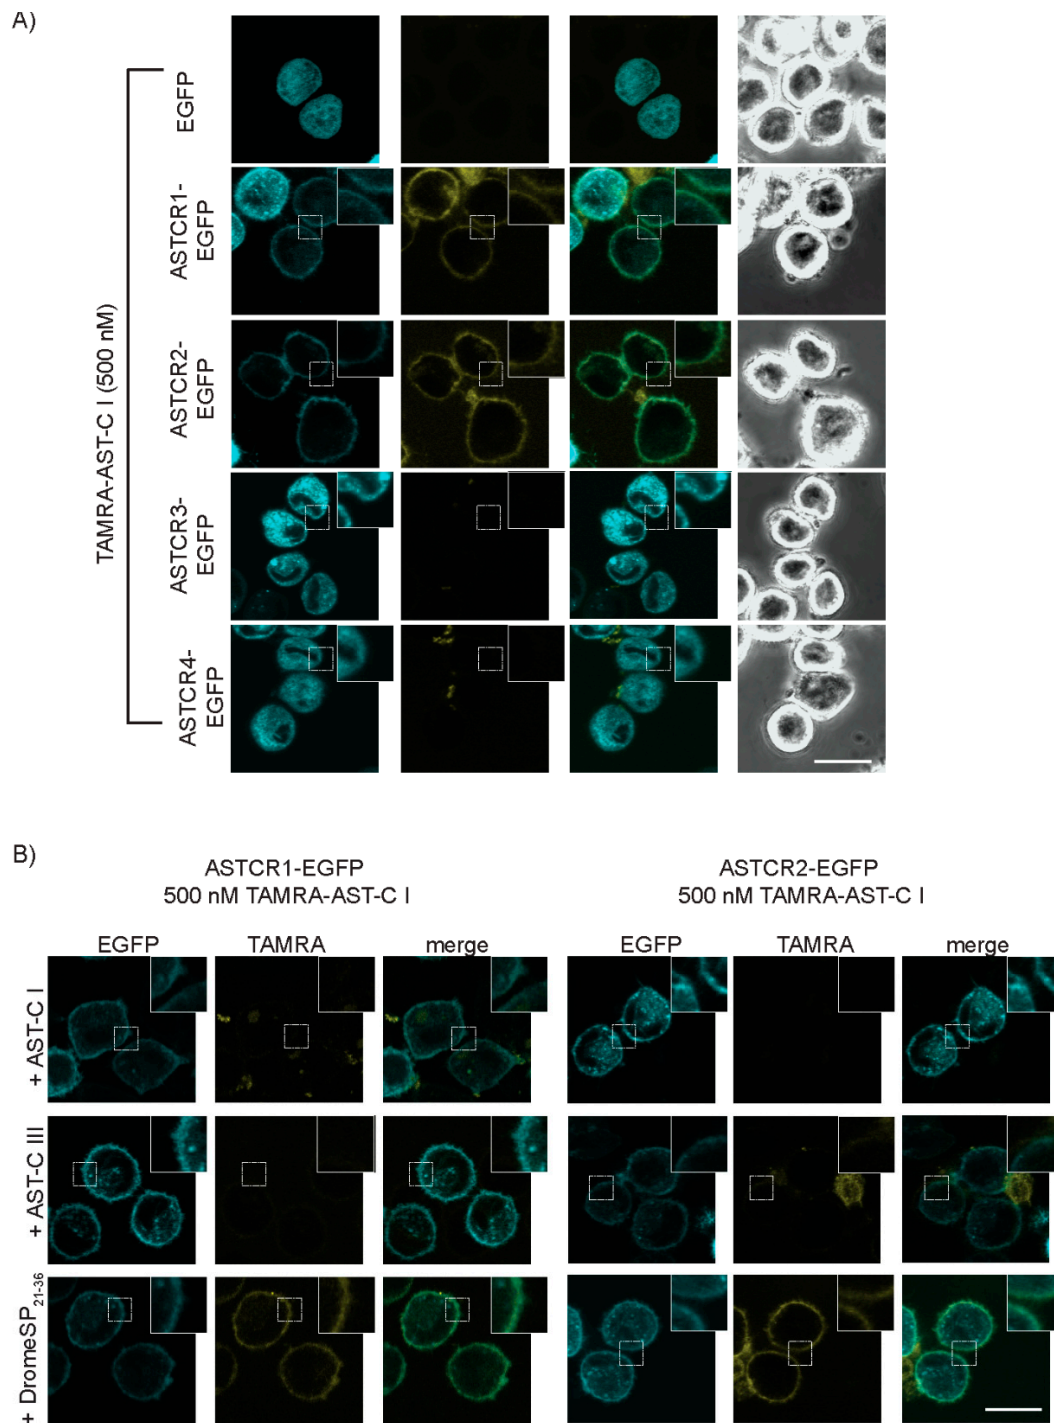 A)
TAMRA-AST-C I (500 nM)
EGFP
ASTCR1-
EGFP
ASTCR2-
EGFP
ASTCR3-
EGFP
ASTCR4-
EGFP
B)
ASTCR1-EGFP
500 nM TAMRA-AST-C I
ASTCR2-EGFP
500 nM TAMRA-AST-C I
EGFP TAMRA merge EGFP TAMRA merge
+ AST-C I
+ AST-C III
+ DromeSP21-36